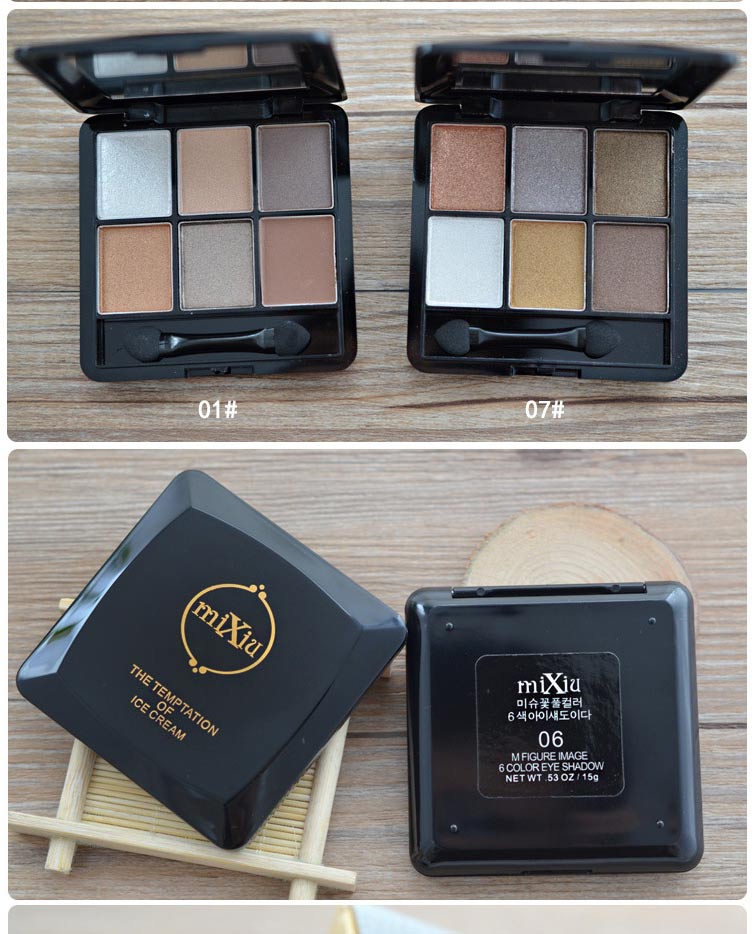 01#
07#
miXiu
THE TEMPTATION
OF
ICE CREAM
miXiu
미슈꽃풀컬러
6 색아이섀도이다
06
M FIGURE IMAGE
6 COLOR EYE SHADOW
NET WT .53 OZ / 15g